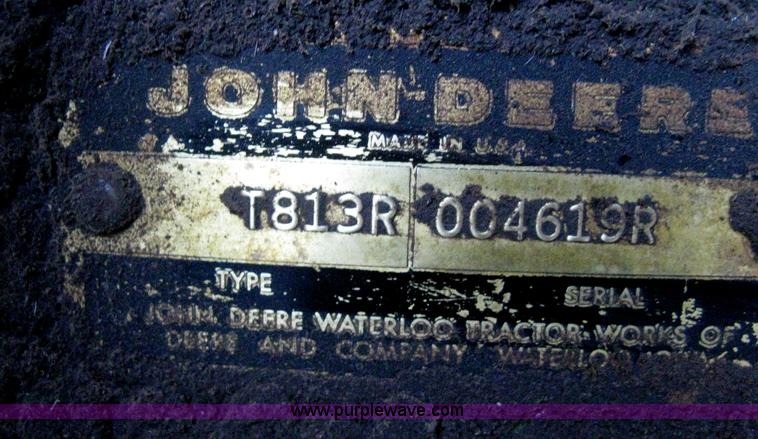 JOHN DEERE
MADE IN U.S.A.
T813R 004619R
TYPE SERIAL
JOHN DEERE WATERLOO TRACTOR WORKS OF
DEERE AND COMPANY WATERLOO
www.purplewave.com